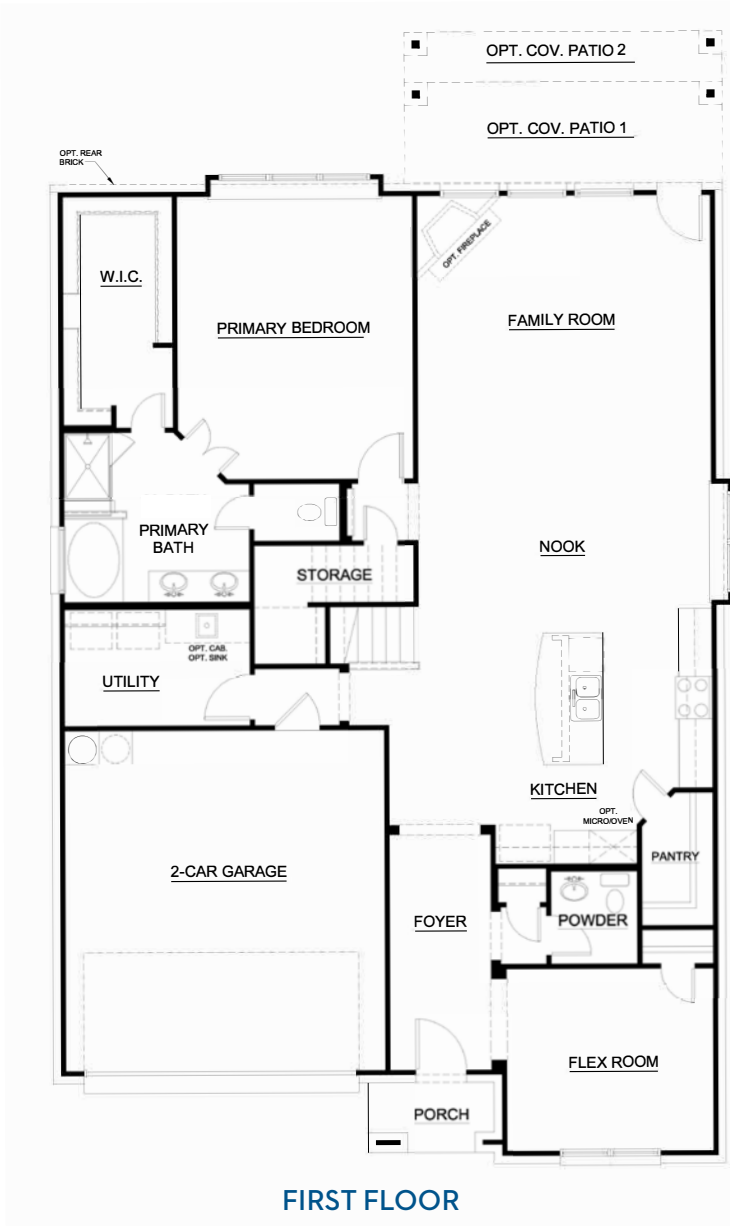 OPT. COV. PATIO 2
OPT. COV. PATIO 1
OPT. REAR
BRICK
OPT. FIREPLACE
W.I.C.
PRIMARY BEDROOM
FAMILY ROOM
PRIMARY
BATH
NOOK
STORAGE
OPT. CAB.
OPT. SINK
UTILITY
KITCHEN
OPT.
MICRO/OVEN
PANTRY
2-CAR GARAGE
FOYER
POWDER
FLEX ROOM
PORCH
FIRST FLOOR